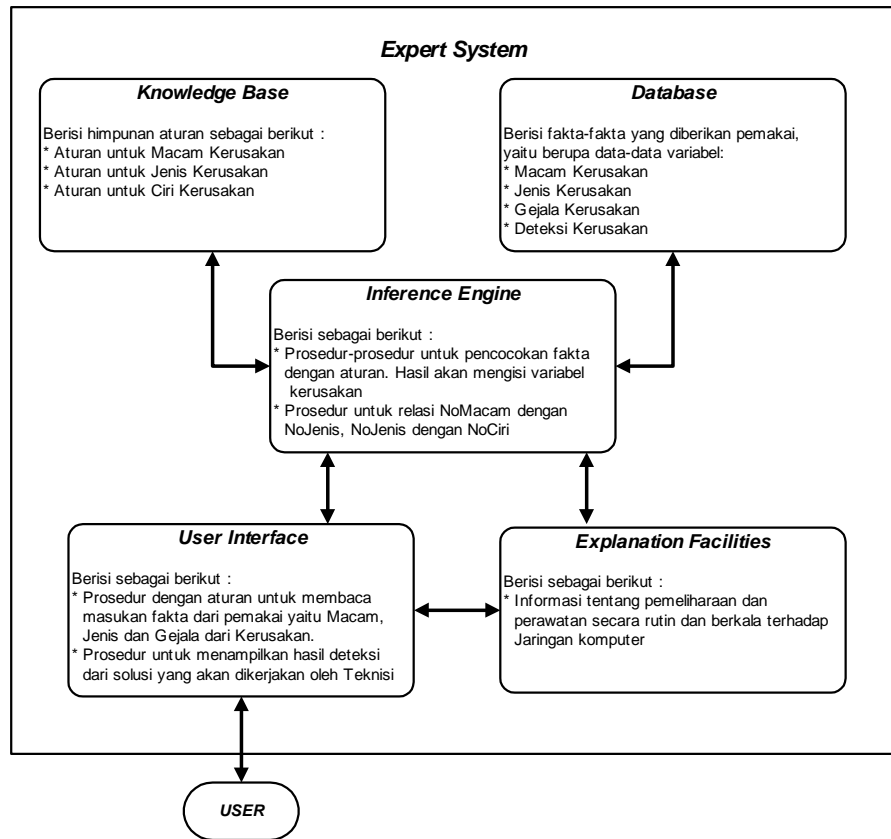 Expert System
Knowledge Base
Berisi himpunan aturan sebagai berikut :
* Aturan untuk Macam Kerusakan
* Aturan untuk Jenis Kerusakan
* Aturan untuk Ciri Kerusakan
Database
Berisi fakta-fakta yang diberikan pemakai,
yaitu berupa data-data variabel:
* Macam Kerusakan
* Jenis Kerusakan
* Gejala Kerusakan
* Deteksi Kerusakan
Inference Engine
Berisi sebagai berikut :
* Prosedur-prosedur untuk pencocokan fakta
dengan aturan. Hasil akan mengisi variabel
kerusakan
* Prosedur untuk relasi NoMacam dengan
NoJenis, NoJenis dengan NoCiri
User Interface
Berisi sebagai berikut :
* Prosedur dengan aturan untuk membaca
masukan fakta dari pemakai yaitu Macam,
Jenis dan Gejala dari Kerusakan.
* Prosedur untuk menampilkan hasil deteksi
dari solusi yang akan dikerjakan oleh Teknisi
Explanation Facilities
Berisi sebagai berikut :
* Informasi tentang pemeliharaan dan
perawatan secara rutin dan berkala terhadap
Jaringan komputer
USER